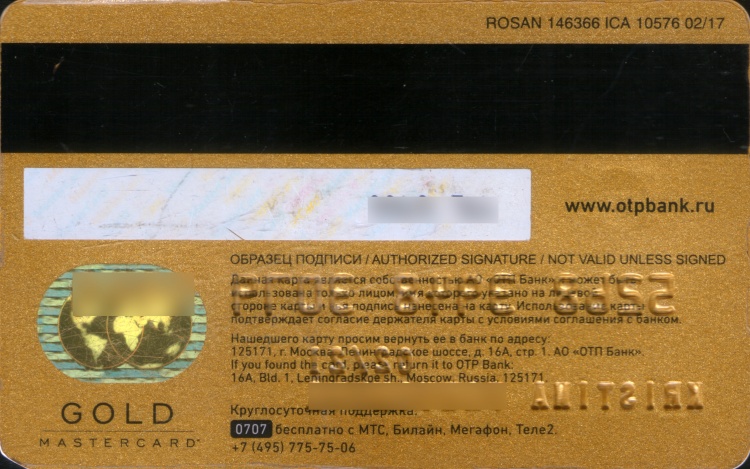 ROSAN 146366 ICA 10576 02/17
www.otpbank.ru
ОБРАЗЕЦ ПОДПИСИ / AUTHORIZED SIGNATURE / NOT VALID UNLESS SIGNED
Данная карта является собственностью АО «ОТП Банк» и может быть
использована только лицом, имя которого указано на лицевой
стороне карты и чья подпись нанесена на карту. Использование карты
подтверждает согласие держателя карты с условиями соглашения с банком.
Нашедшего карту просим вернуть ее в банк по адресу:
125171, г. Москва, Ленинградское шоссе, д. 16А, стр. 1. АО «ОТП Банк».
If you found the card, please return it to OTP Bank:
16A, Bld. 1, Leningradskoe sh., Moscow, Russia, 125171.
KRISTINA
GOLD
MASTERCARD
Круглосуточная поддержка:
0707 бесплатно с МТС, Билайн, Мегафон, Теле2.
+7 (495) 775-75-06